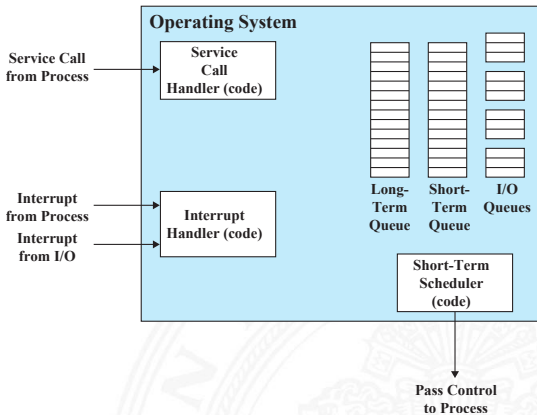 Operating System
Service Call
from Process
Service
Call
Handler (code)
Interrupt
from Process
Interrupt
from I/O
Interrupt
Handler (code)
Long-
Term
Queue
Short-
Term
Queue
I/O
Queues
Short-Term
Scheduler
(code)
Pass Control
to Process